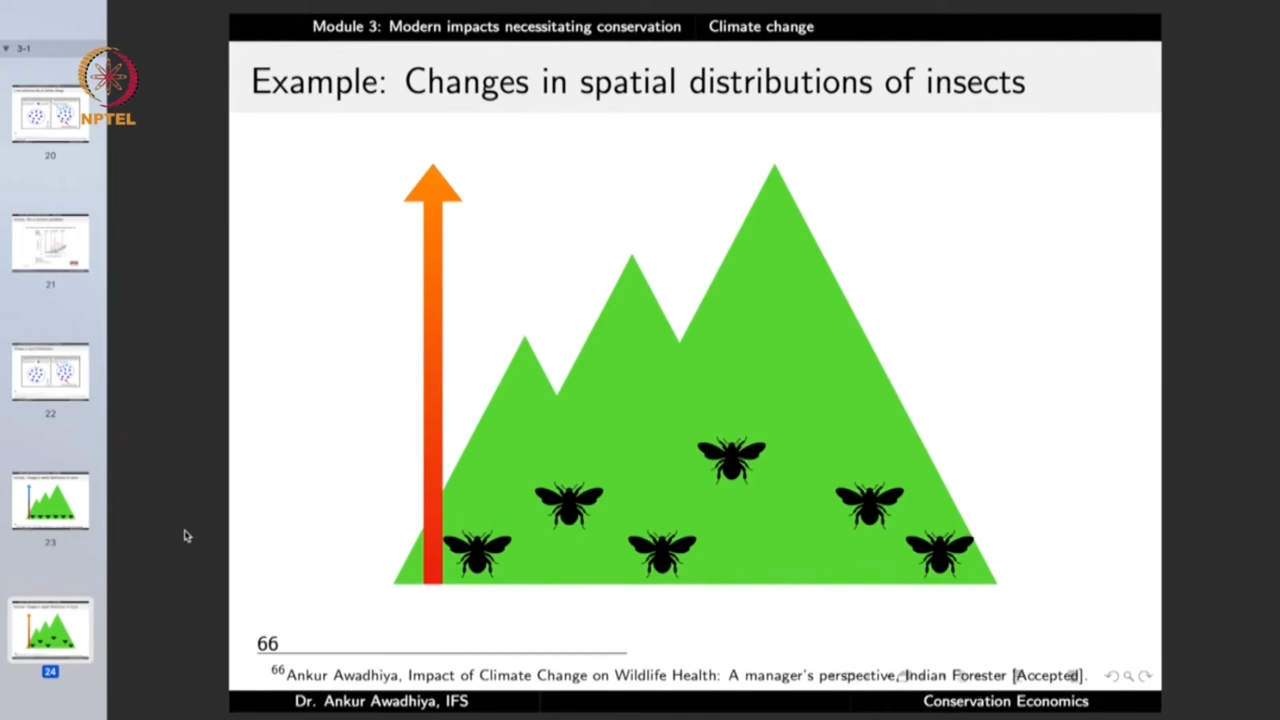 Module 3: Modern impacts necessitating conservation Climate change
Example: Changes in spatial distributions of insects
3-1
NPTEL
20
21
22
23
24
66
66 Ankur Awadhiya, Impact of Climate Change on Wildlife Health: A manager's perspective, Indian Forester [Accepted].
Dr. Ankur Awadhiya, IFS Conservation Economics